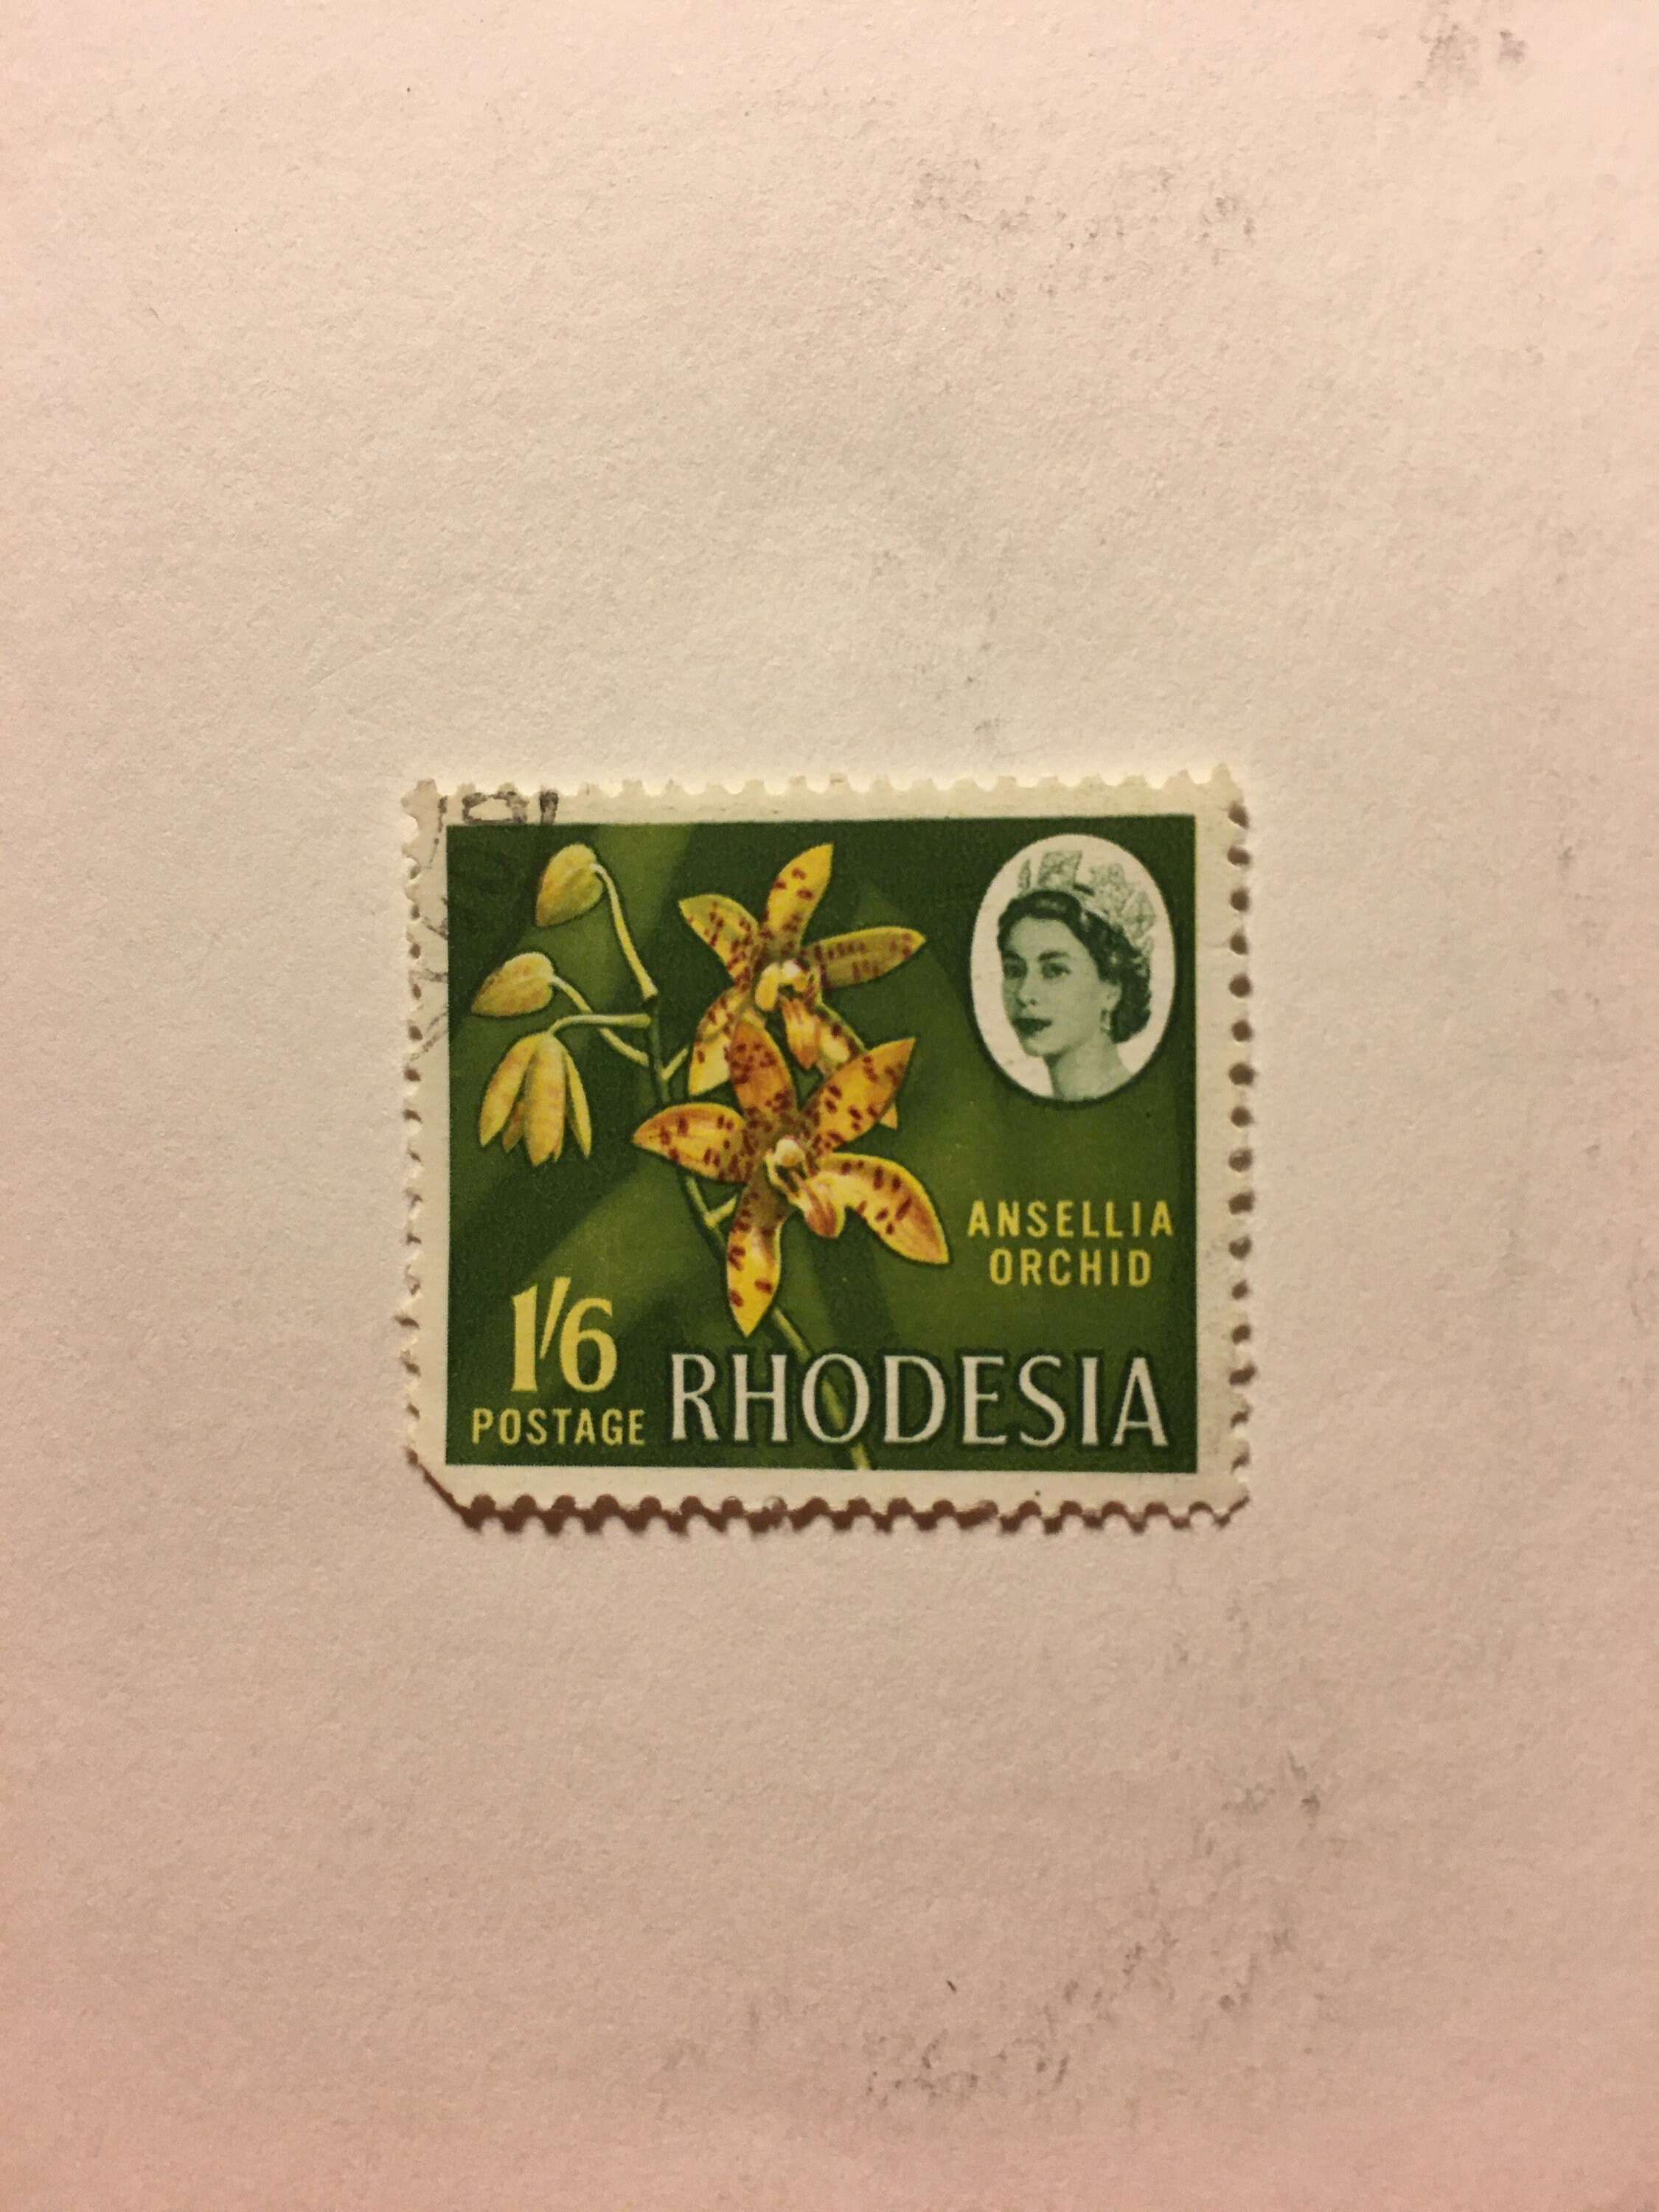 ANSELLIA
ORCHID
1/6
POSTAGE RHODESIA